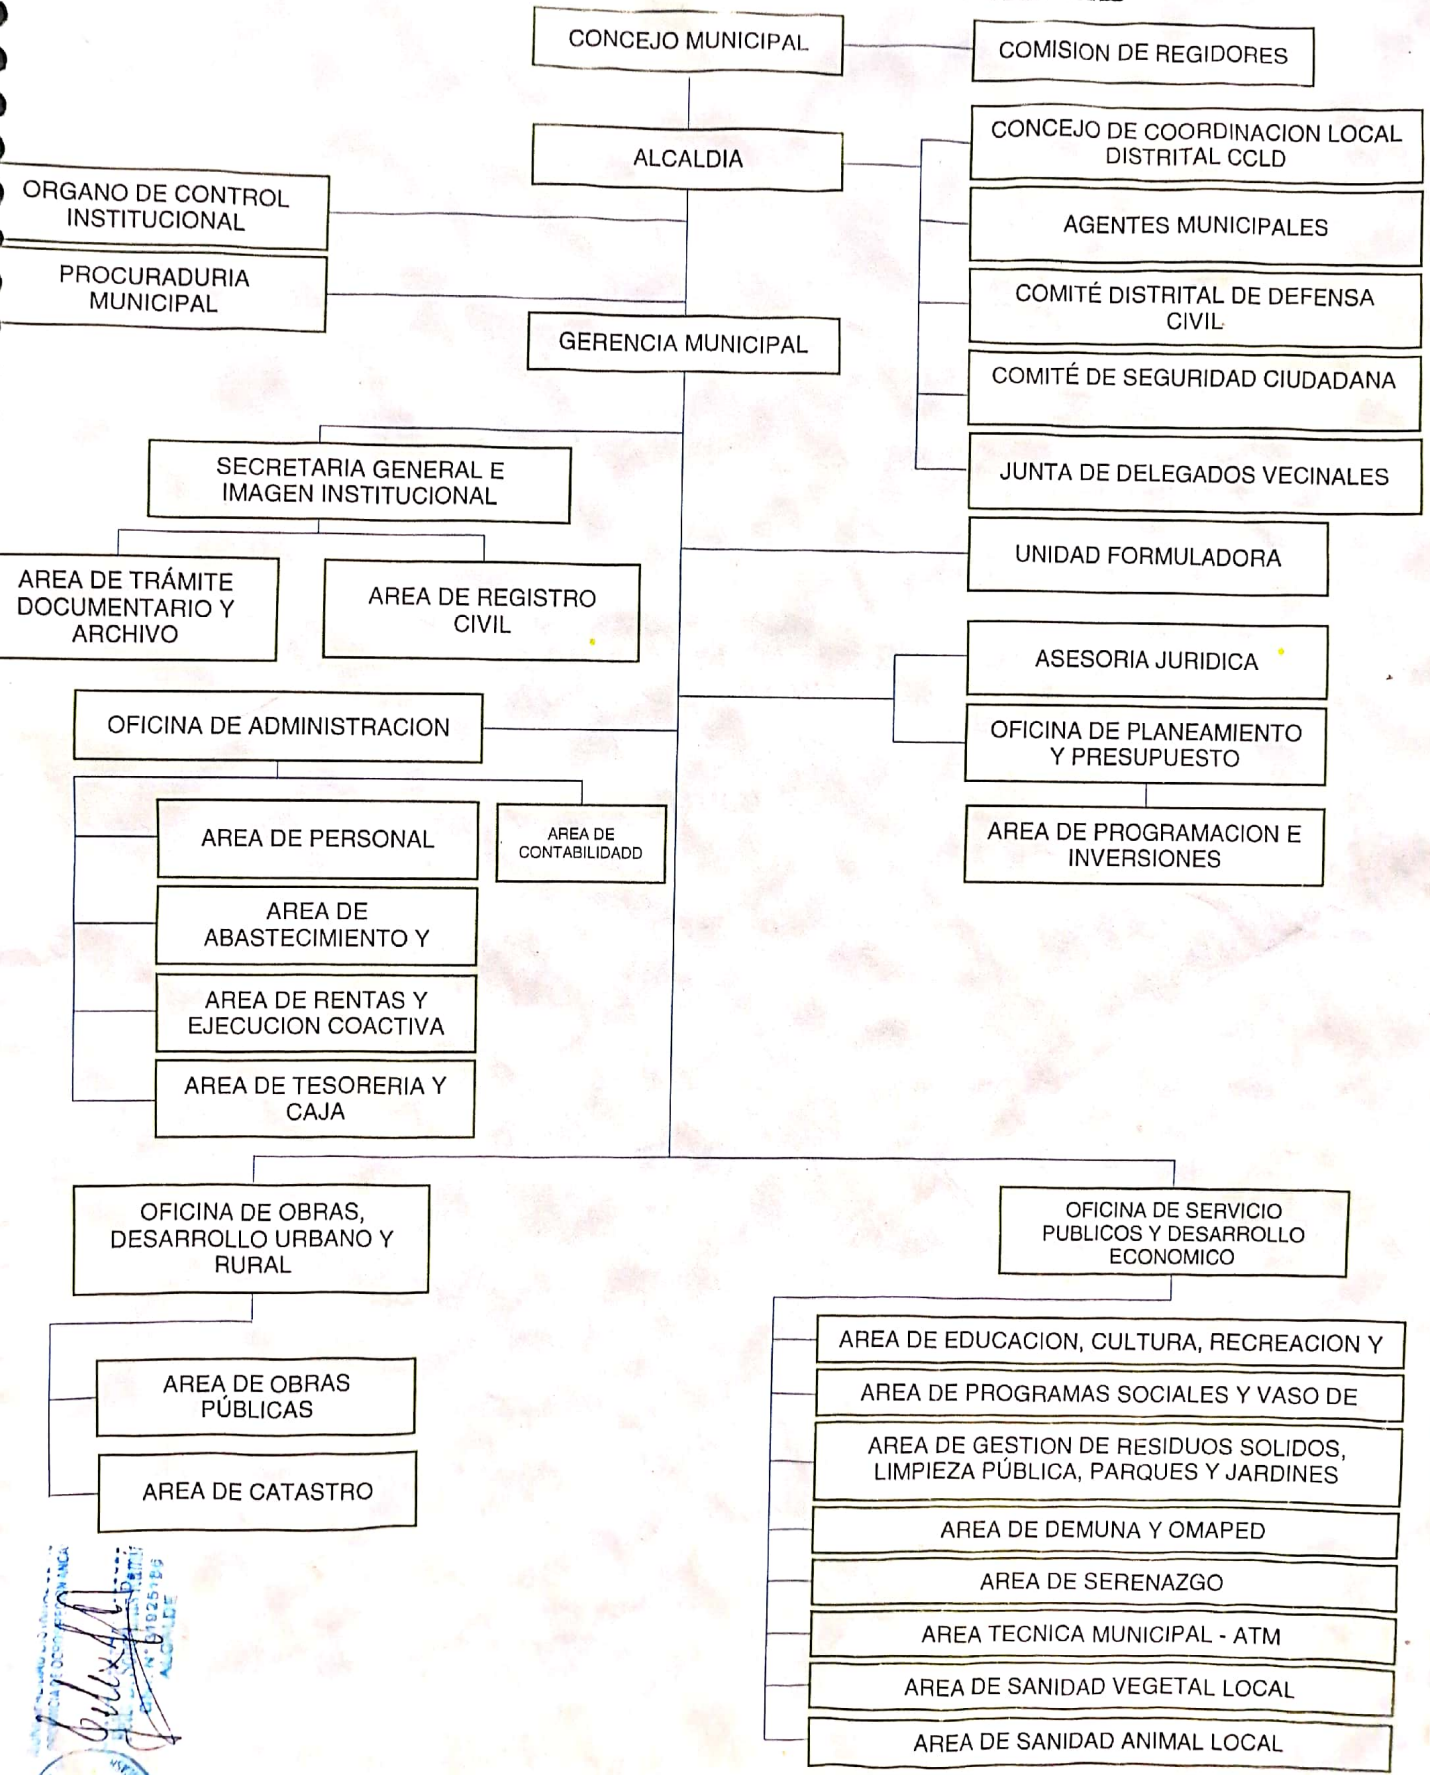 CONCEJO MUNICIPAL
COMISION DE REGIDORES
ALCALDIA
CONCEJO DE COORDINACION LOCAL
DISTRITAL CCLD
ORGANO DE CONTROL
INSTITUCIONAL
AGENTES MUNICIPALES
PROCURADURIA
MUNICIPAL
COMITÉ DISTRITAL DE DEFENSA
CIVIL
GERENCIA MUNICIPAL
COMITÉ DE SEGURIDAD CIUDADANA
SECRETARIA GENERAL E
IMAGEN INSTITUCIONAL
JUNTA DE DELEGADOS VECINALES
UNIDAD FORMULADORA
AREA DE TRÁMITE
DOCUMENTARIO Y
ARCHIVO
AREA DE REGISTRO
CIVIL
ASESORIA JURIDICA
OFICINA DE ADMINISTRACION
OFICINA DE PLANEAMIENTO
Y PRESUPUESTO
AREA DE PERSONAL
AREA DE
CONTABILIDADD
AREA DE PROGRAMACION E
INVERSIONES
AREA DE
ABASTECIMIENTO Y
AREA DE RENTAS Y
EJECUCION COACTIVA
AREA DE TESORERIA Y
CAJA
OFICINA DE OBRAS,
DESARROLLO URBANO Y
RURAL
OFICINA DE SERVICIO
PUBLICOS Y DESARROLLO
ECONOMICO
AREA DE OBRAS
PÚBLICAS
AREA DE CATASTRO
AREA DE EDUCACION, CULTURA, RECREACION Y
AREA DE PROGRAMAS SOCIALES Y VASO DE
AREA DE GESTION DE RESIDUOS SOLIDOS,
LIMPIEZA PÚBLICA, PARQUES Y JARDINES
AREA DE DEMUNA Y OMAPED
AREA DE SERENAZGO
AREA TECNICA MUNICIPAL - ATM
AREA DE SANIDAD VEGETAL LOCAL
AREA DE SANIDAD ANIMAL LOCAL
ALCALDE